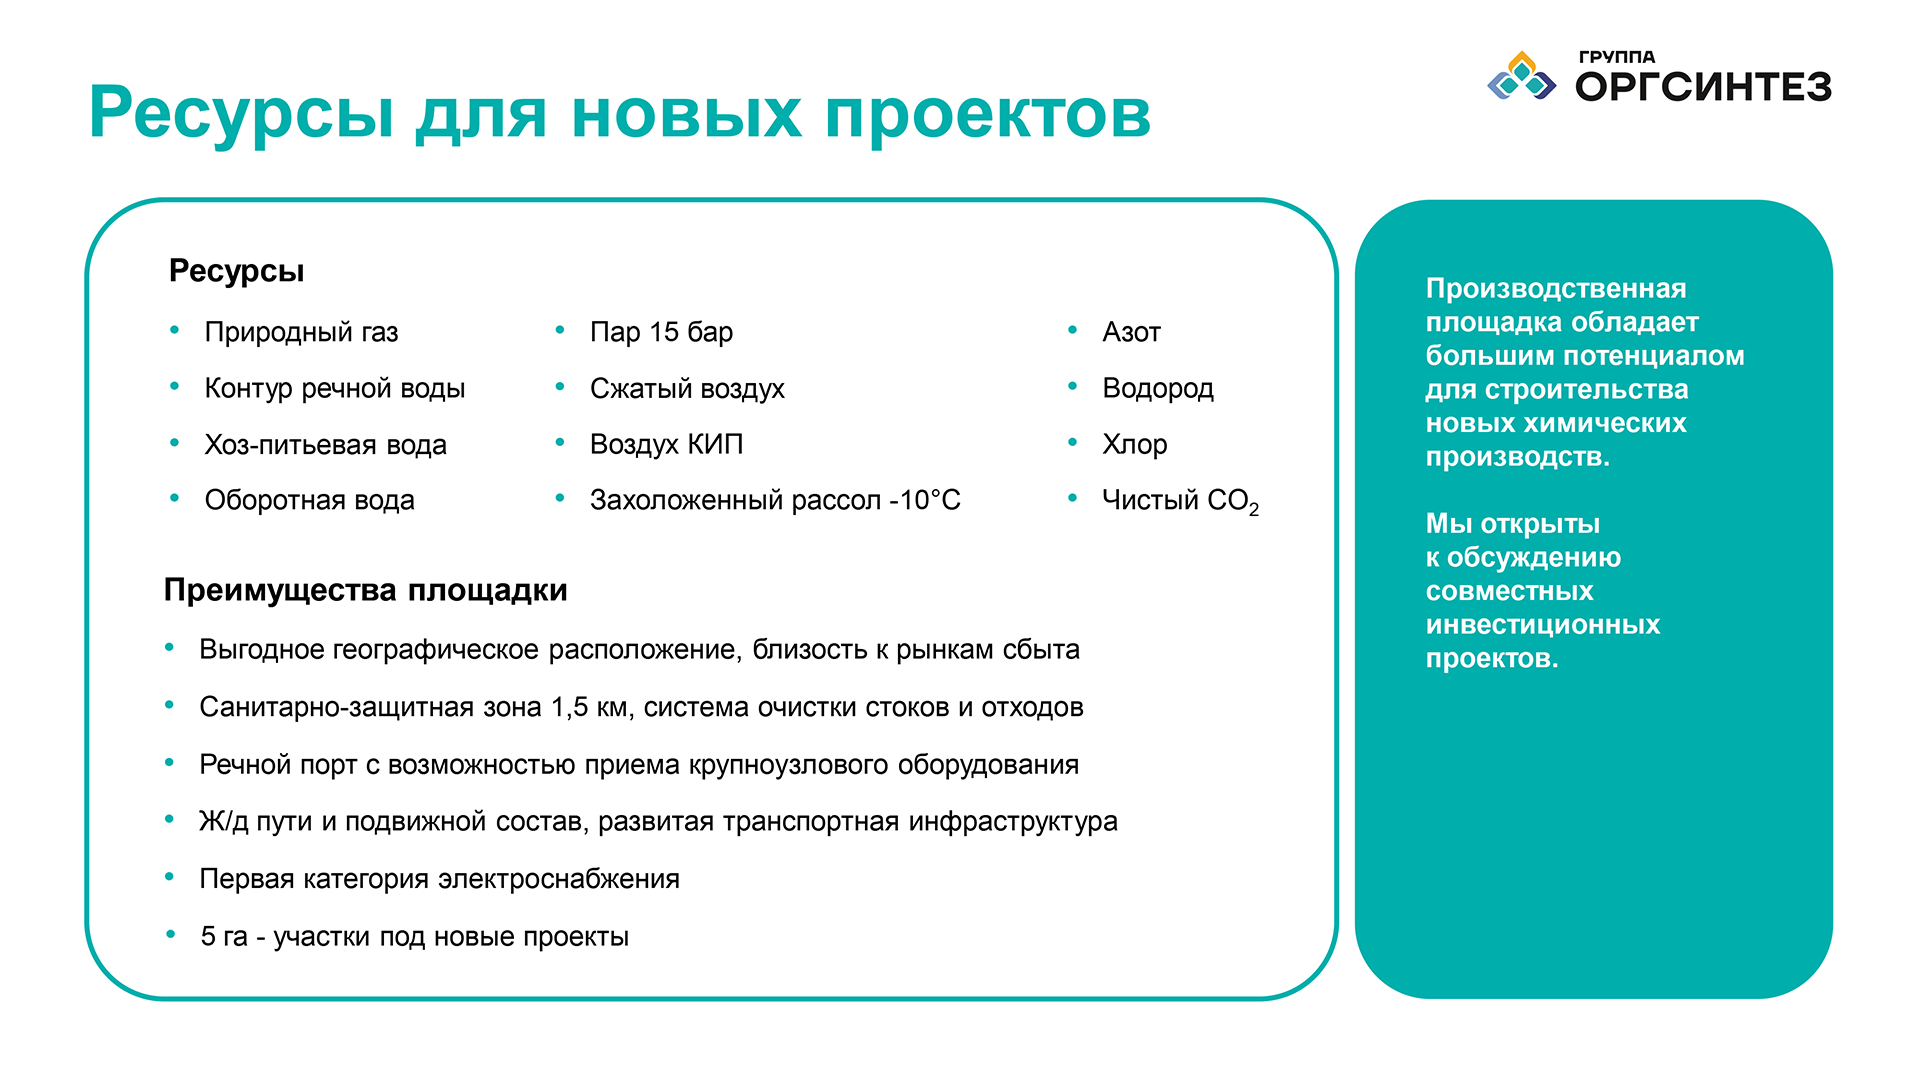 Ресурсы для новых проектов
ГРУППА
ОРГСИНТЕЗ
Ресурсы
Природный газ
Контур речной воды
Хоз-питьевая вода
Оборотная вода
Пар 15 бар
Сжатый воздух
Воздух КИП
Захоложенный рассол -10°С
Азот
Водород
Хлор
Чистый CO₂
Преимущества площадки
Выгодное географическое расположение, близость к рынкам сбыта
Санитарно-защитная зона 1,5 км, система очистки стоков и отходов
Речной порт с возможностью приема крупноузлового оборудования
Ж/д пути и подвижной состав, развитая транспортная инфраструктура
Первая категория электроснабжения
5 га - участки под новые проекты
Производственная
площадка обладает
большим потенциалом
для строительства
новых химических
производств.
Мы открыты
к обсуждению
совместных
инвестиционных
проектов.